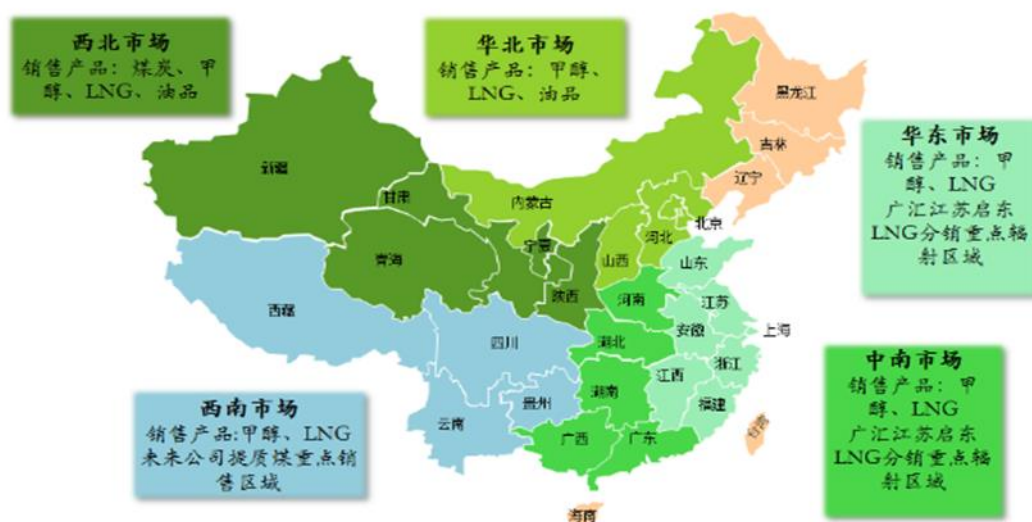 西北市场
销售产品：煤炭、甲
醇、LNG、油品
华北市场
销售产品：甲醇、
LNG、油品
华东市场
销售产品：甲
醇、LNG
广汇江苏启东
LNG分销重点辐
射区域
黑龙江
吉林
辽宁
新疆
甘肃
内蒙古
北京
宁夏
河北
山西
山东
青海
陕西
河南
江苏
西藏
安徽
上海
四川
湖北
浙江
江西
湖南
贵州
福建
云南
广西
广东
台湾
海南
中南市场
销售产品：甲
醇、LNG
广汇江苏启东
LNG分销重点辐
射区域
西南市场
销售产品:甲醇、LNG
未来公司提质煤重点销
售区域